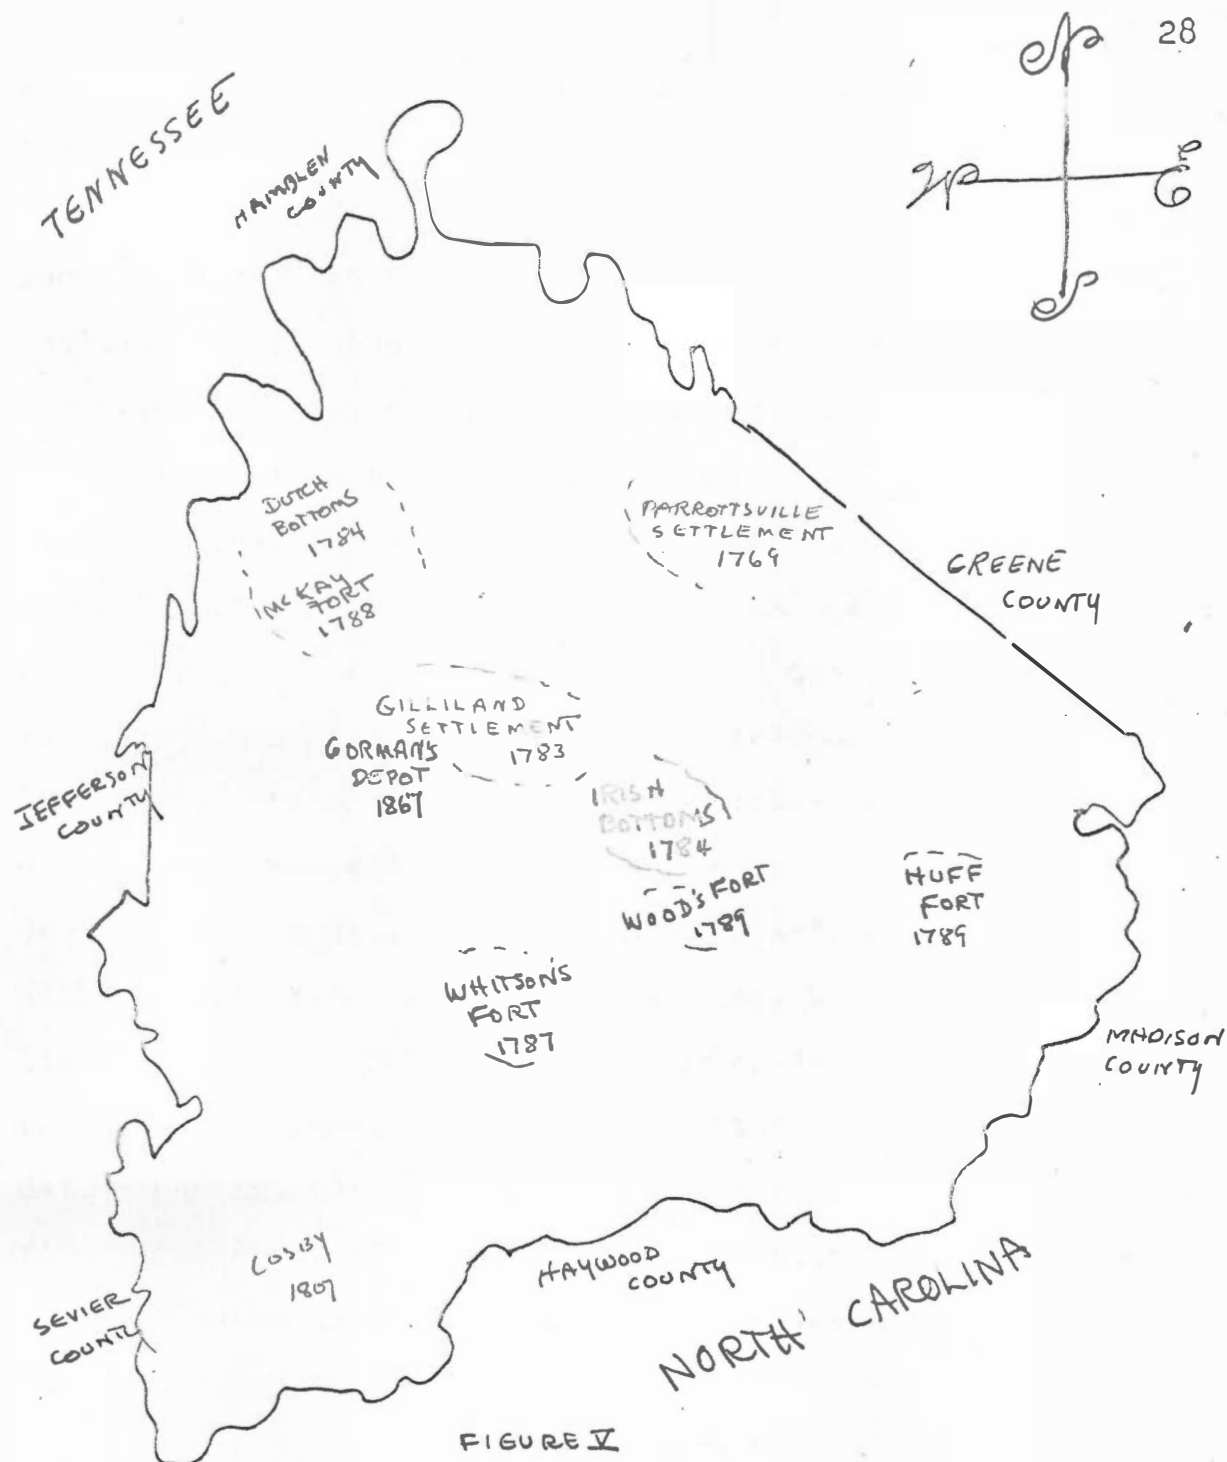 28
N
W
E
S
TENNESSEE
HAMBLEN
COUNTY
DUTCH
BOTTOMS
1784
McKAY
FORT
1788
PARROTTSVILLE
SETTLEMENT
1769
GREENE
COUNTY
GILLILAND
SETTLEMENT
1783
GORMAN'S
DEPOT
1867
JEFFERSON
COUNTY
IRISH
BOTTOMS
1784
WOOD'S FORT
1789
HUFF
FORT
1789
WHITSON'S
FORT
1787
MADISON
COUNTY
COSBY
1807
SEVIER
COUNTY
HAYWOOD
COUNTY
NORTH CAROLINA
FIGURE V